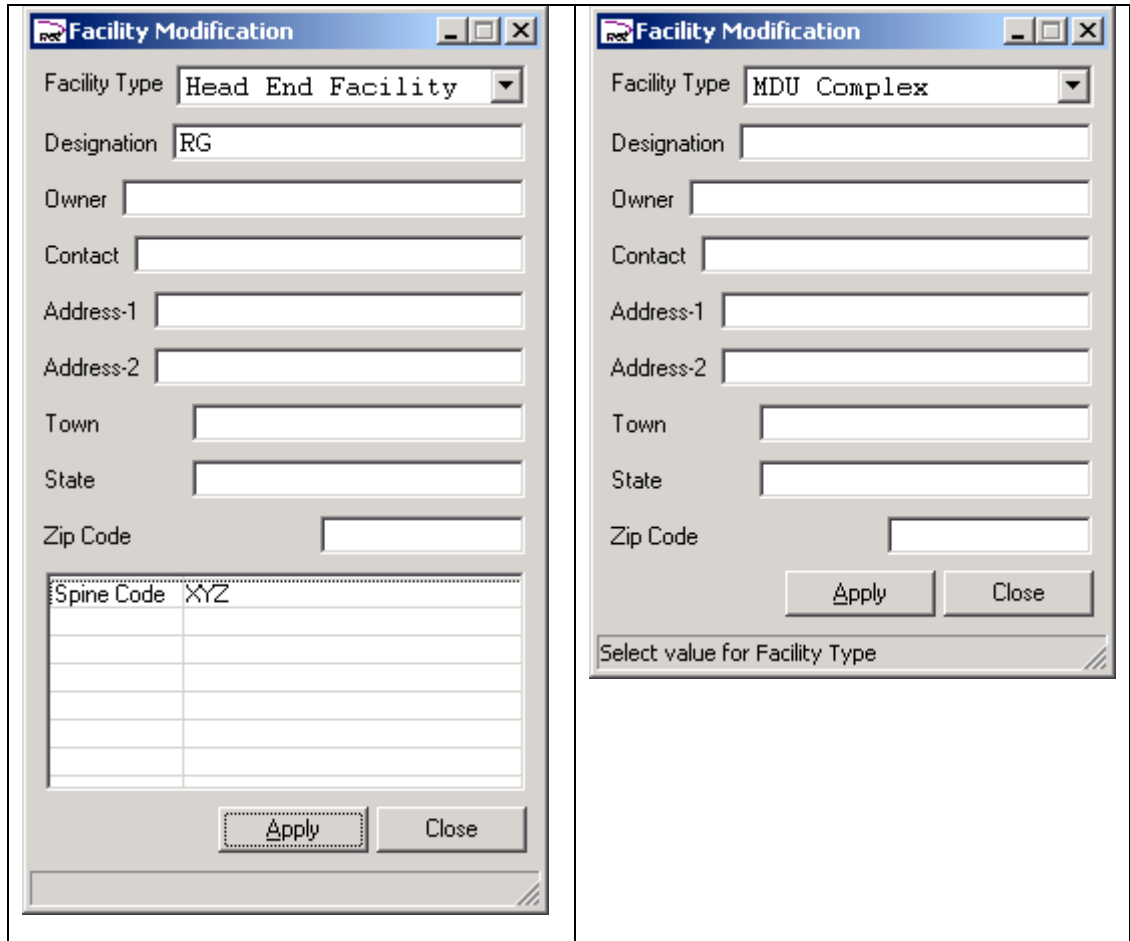 Facility Modification
Facility Type Head End Facility
Designation RG
Owner
Contact
Address-1
Address-2
Town
State
Zip Code
Spine Code XYZ
Apply Close
Facility Modification
Facility Type MDU Complex
Designation
Owner
Contact
Address-1
Address-2
Town
State
Zip Code
Apply Close
Select value for Facility Type